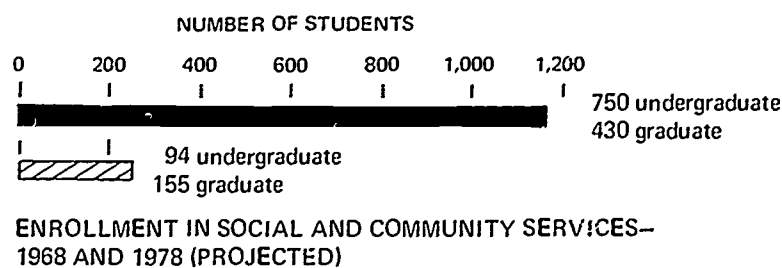 NUMBER OF STUDENTS
0 200 400 600 800 1,000 1,200
750 undergraduate
430 graduate
94 undergraduate
155 graduate
ENROLLMENT IN SOCIAL AND COMMUNITY SERVICES—
1968 AND 1978 (PROJECTED)